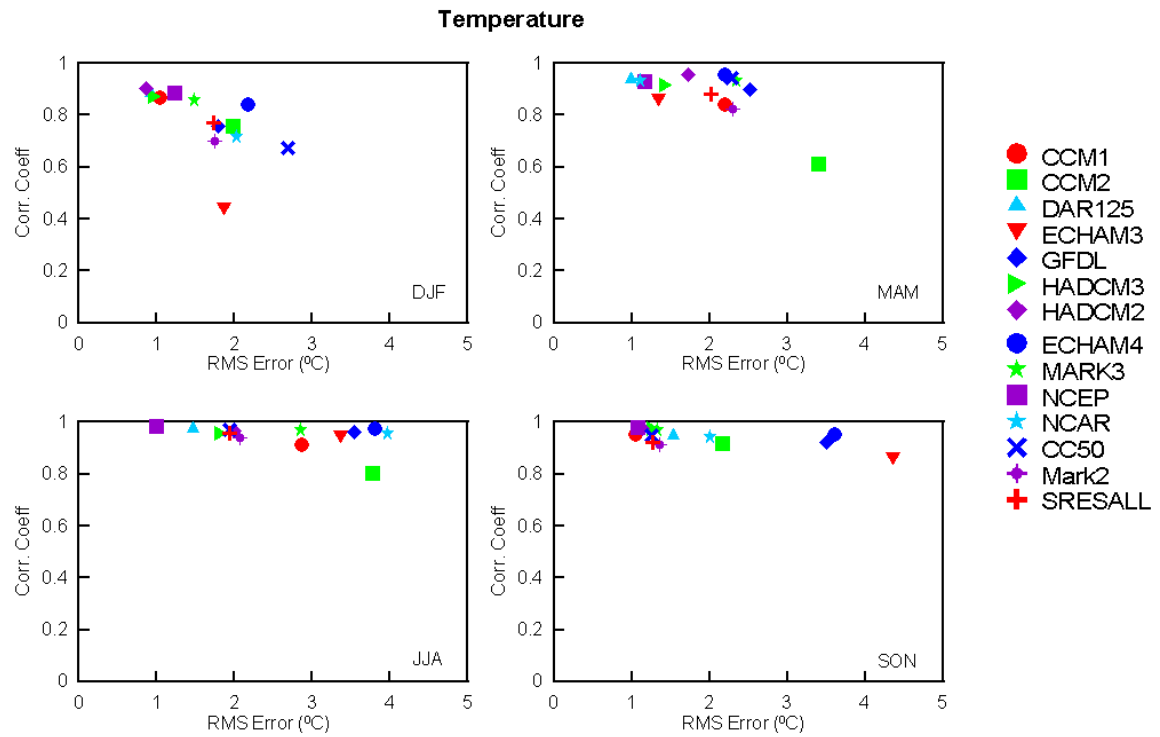 Temperature
1
0.8
0.6
0.4
0.2
0
Corr. Coeff
DJF
0 1 2 3 4 5
RMS Error (ºC)
1
0.8
0.6
0.4
0.2
0
Corr. Coeff
MAM
0 1 2 3 4 5
RMS Error (ºC)
1
0.8
0.6
0.4
0.2
0
Corr. Coeff
JJA
0 1 2 3 4 5
RMS Error (ºC)
1
0.8
0.6
0.4
0.2
0
Corr. Coeff
SON
0 1 2 3 4 5
RMS Error (ºC)
CCM1
CCM2
DAR125
ECHAM3
GFDL
HADCM3
HADCM2
ECHAM4
MARK3
NCEP
NCAR
CC50
Mark2
SRESALL